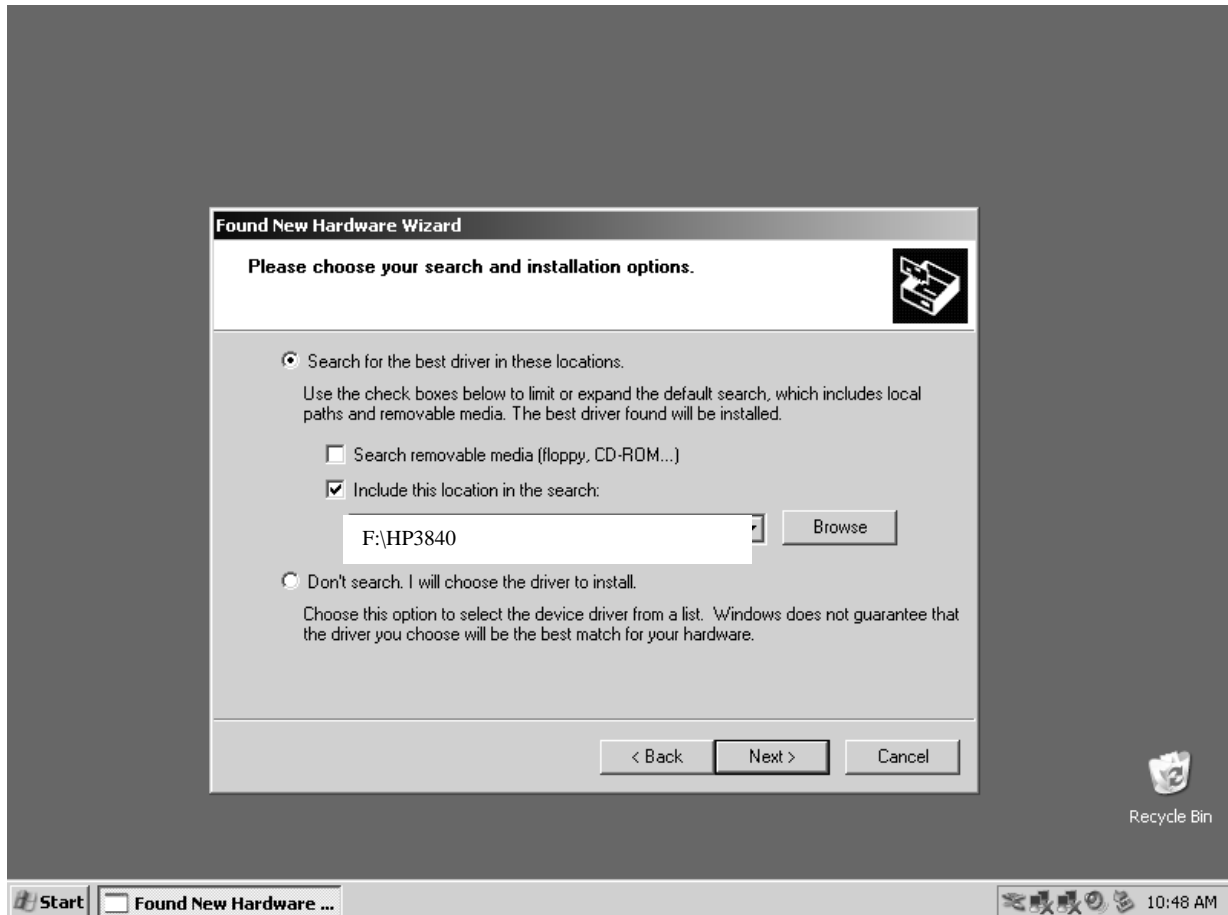 Found New Hardware Wizard
Please choose your search and installation options.
Search for the best driver in these locations.
Use the check boxes below to limit or expand the default search, which includes local
paths and removable media. The best driver found will be installed.
Search removable media (floppy, CD-ROM...)
Include this location in the search:
F:\HP3840
Browse
Don't search. I will choose the driver to install.
Choose this option to select the device driver from a list. Windows does not guarantee that
the driver you choose will be the best match for your hardware.
< Back
Next >
Cancel
Recycle Bin
Start
Found New Hardware ...
10:48 AM